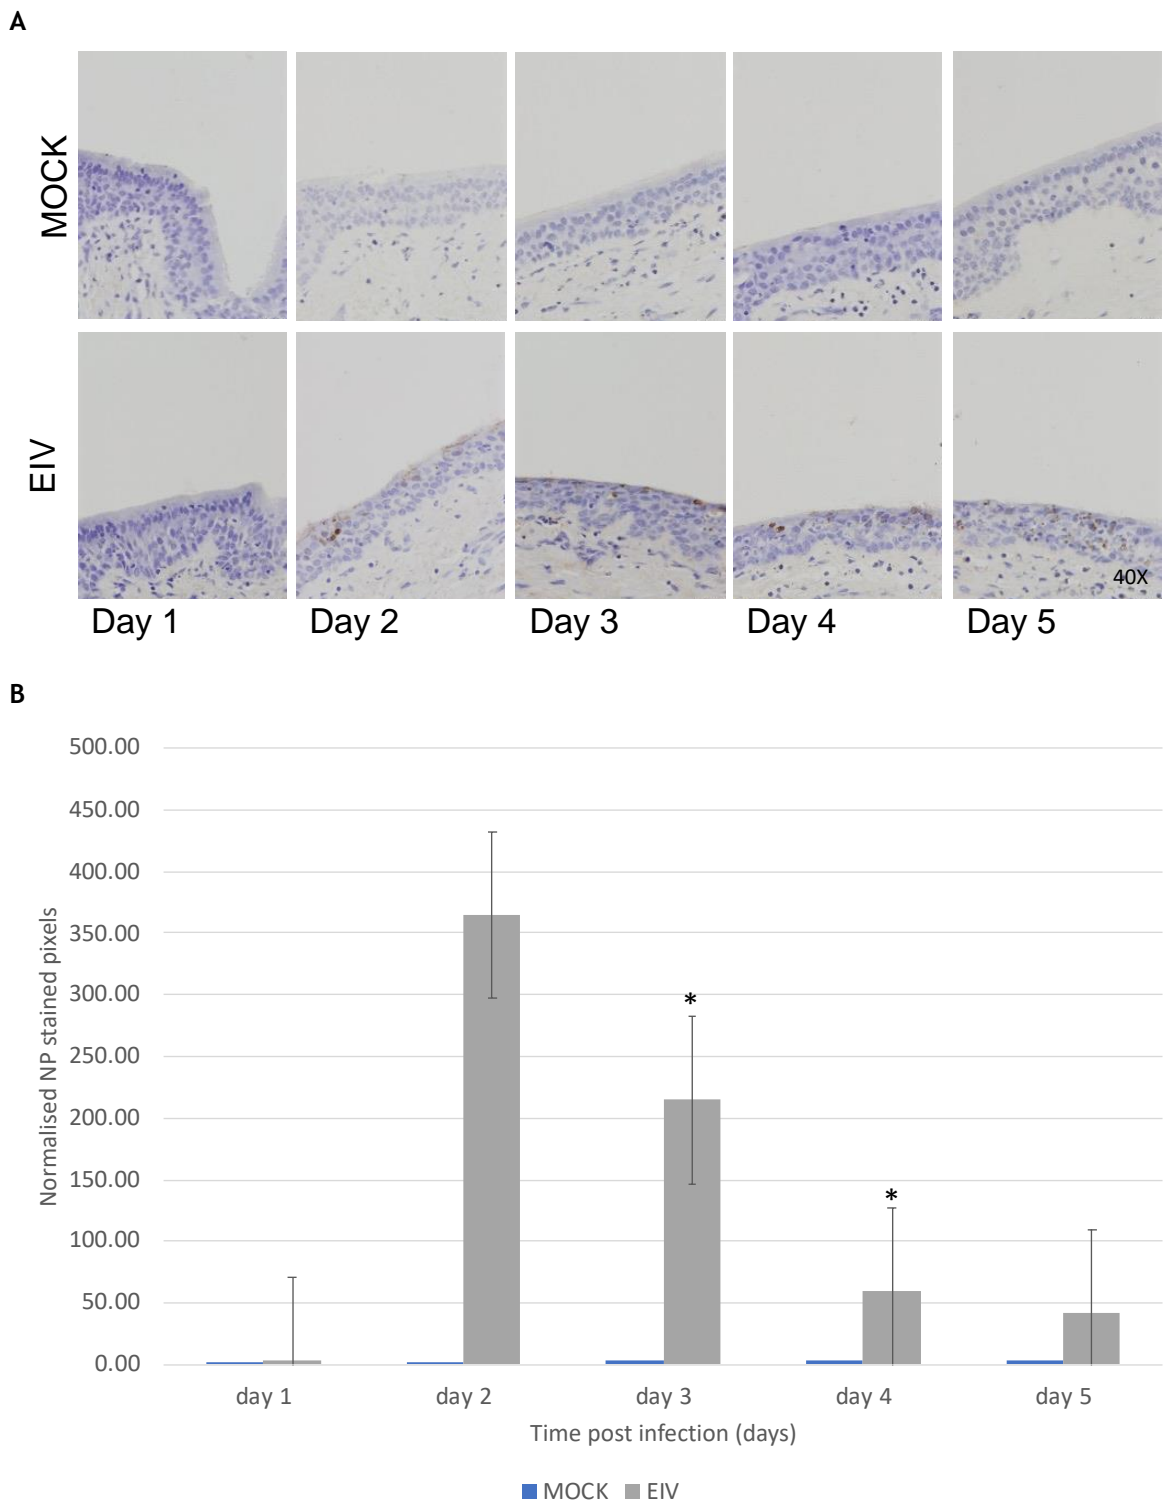 A
MOCK
EIV
40X
Day 1 Day 2 Day 3 Day 4 Day 5
B
500.00
450.00
400.00
350.00
300.00
250.00
200.00
150.00
100.00
50.00
0.00
Normalised NP stained pixels
*
*
day 1 day 2 day 3 day 4 day 5
Time post infection (days)
MOCK EIV